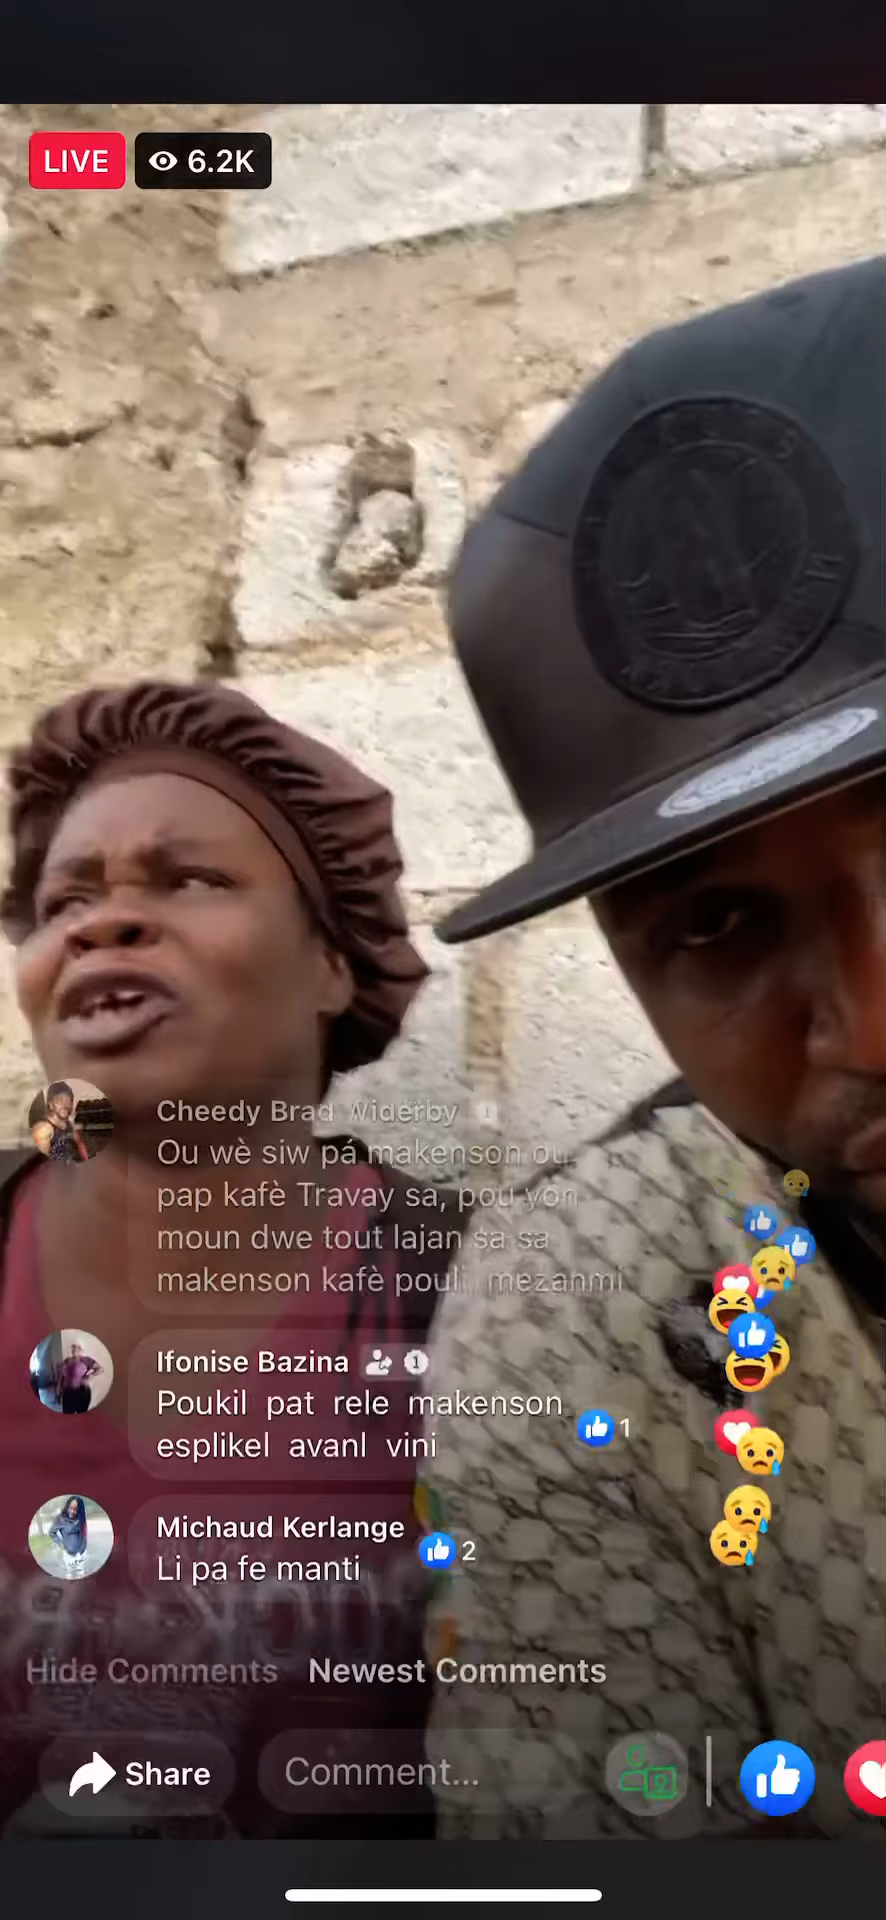 LIVE
6.2K
Cheedy Brad Widerby
Ou wè siw pá makenson ou
pap kafè Travay sa, pou yon
moun dwe tout lajan sa sa
makenson kafè pouli mezanmi
Ifonise Bazina
Poukil pat rele makenson
esplikel avanl vini
1
Michaud Kerlange
Li pa fe manti
2
Hide Comments Newest Comments
Share
Comment...